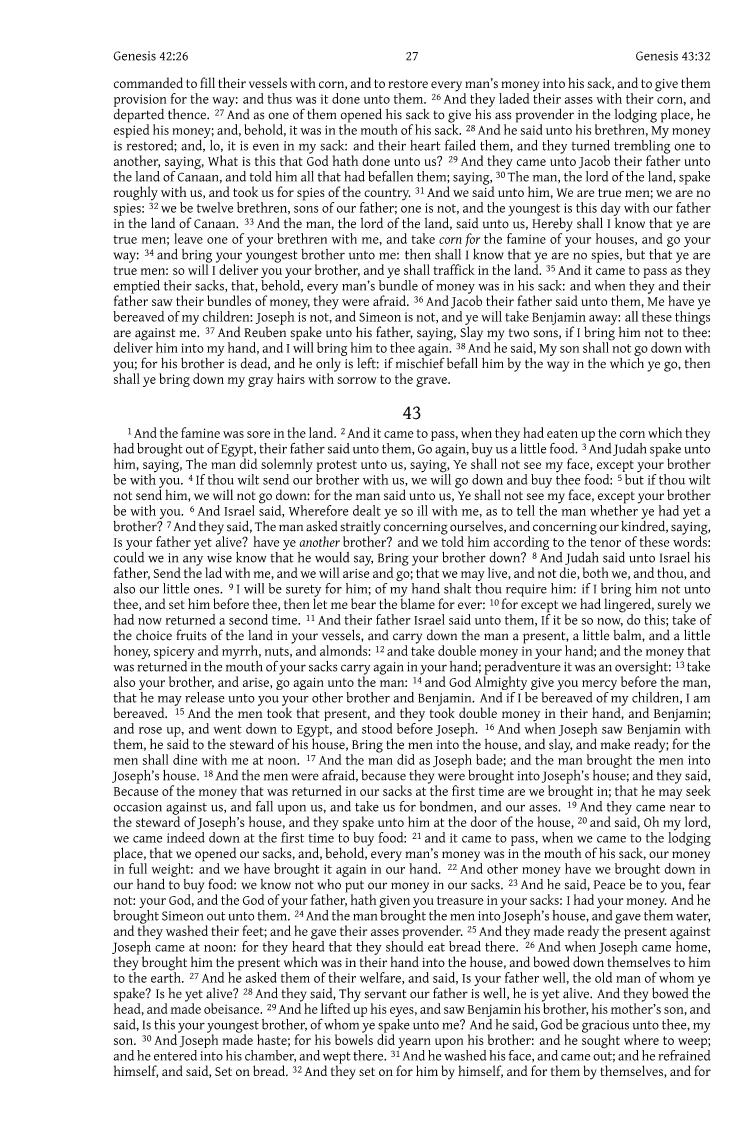 Genesis 42:26 27 Genesis 43:32
commanded to fill their vessels with corn, and to restore every man’s money into his sack, and to give them
provision for the way: and thus was it done unto them. 26 And they laded their asses with their corn, and
departed thence. 27 And as one of them opened his sack to give his ass provender in the lodging place, he
espied his money; and, behold, it was in the mouth of his sack. 28 And he said unto his brethren, My money
is restored; and, lo, it is even in my sack: and their heart failed them, and they turned trembling one to
another, saying, What is this that God hath done unto us? 29 And they came unto Jacob their father unto
the land of Canaan, and told him all that had befallen them; saying, 30 The man, the lord of the land, spake
roughly with us, and took us for spies of the country. 31 And we said unto him, We are true men; we are no
spies: 32 we be twelve brethren, sons of our father; one is not, and the youngest is this day with our father
in the land of Canaan. 33 And the man, the lord of the land, said unto us, Hereby shall I know that ye are
true men; leave one of your brethren with me, and take corn for the famine of your houses, and go your
way: 34 and bring your youngest brother unto me: then shall I know that ye are no spies, but that ye are
true men: so will I deliver you your brother, and ye shall traffick in the land. 35 And it came to pass as they
emptied their sacks, that, behold, every man’s bundle of money was in his sack: and when they and their
father saw their bundles of money, they were afraid. 36 And Jacob their father said unto them, Me have ye
bereaved of my children: Joseph is not, and Simeon is not, and ye will take Benjamin away: all these things
are against me. 37 And Reuben spake unto his father, saying, Slay my two sons, if I bring him not to thee:
deliver him into my hand, and I will bring him to thee again. 38 And he said, My son shall not go down with
you; for his brother is dead, and he only is left: if mischief befall him by the way in the which ye go, then
shall ye bring down my gray hairs with sorrow to the grave.
43
1 And the famine was sore in the land. 2 And it came to pass, when they had eaten up the corn which they
had brought out of Egypt, their father said unto them, Go again, buy us a little food. 3 And Judah spake unto
him, saying, The man did solemnly protest unto us, saying, Ye shall not see my face, except your brother
be with you. 4 If thou wilt send our brother with us, we will go down and buy thee food: 5 but if thou wilt
not send him, we will not go down: for the man said unto us, Ye shall not see my face, except your brother
be with you. 6 And Israel said, Wherefore dealt ye so ill with me, as to tell the man whether ye had yet a
brother? 7 And they said, The man asked straitly concerning ourselves, and concerning our kindred, saying,
Is your father yet alive? have ye another brother? and we told him according to the tenor of these words:
could we in any wise know that he would say, Bring your brother down? 8 And Judah said unto Israel his
father, Send the lad with me, and we will arise and go; that we may live, and not die, both we, and thou, and
also our little ones. 9 I will be surety for him; of my hand shalt thou require him: if I bring him not unto
thee, and set him before thee, then let me bear the blame for ever: 10 for except we had lingered, surely we
had now returned a second time. 11 And their father Israel said unto them, If it be so now, do this; take of
the choice fruits of the land in your vessels, and carry down the man a present, a little balm, and a little
honey, spicery and myrrh, nuts, and almonds: 12 and take double money in your hand; and the money that
was returned in the mouth of your sacks carry again in your hand; peradventure it was an oversight: 13 take
also your brother, and arise, go again unto the man: 14 and God Almighty give you mercy before the man,
that he may release unto you your other brother and Benjamin. And if I be bereaved of my children, I am
bereaved. 15 And the men took that present, and they took double money in their hand, and Benjamin;
and rose up, and went down to Egypt, and stood before Joseph. 16 And when Joseph saw Benjamin with
them, he said to the steward of his house, Bring the men into the house, and slay, and make ready; for the
men shall dine with me at noon. 17 And the man did as Joseph bade; and the man brought the men into
Joseph’s house. 18 And the men were afraid, because they were brought into Joseph’s house; and they said,
Because of the money that was returned in our sacks at the first time are we brought in; that he may seek
occasion against us, and fall upon us, and take us for bondmen, and our asses. 19 And they came near to
the steward of Joseph’s house, and they spake unto him at the door of the house, 20 and said, Oh my lord,
we came indeed down at the first time to buy food: 21 and it came to pass, when we came to the lodging
place, that we opened our sacks, and, behold, every man’s money was in the mouth of his sack, our money
in full weight: and we have brought it again in our hand. 22 And other money have we brought down in
our hand to buy food: we know not who put our money in our sacks. 23 And he said, Peace be to you, fear
not: your God, and the God of your father, hath given you treasure in your sacks: I had your money. And he
brought Simeon out unto them. 24 And the man brought the men into Joseph’s house, and gave them water,
and they washed their feet; and he gave their asses provender. 25 And they made ready the present against
Joseph came at noon: for they heard that they should eat bread there. 26 And when Joseph came home,
they brought him the present which was in their hand into the house, and bowed down themselves to him
to the earth. 27 And he asked them of their welfare, and said, Is your father well, the old man of whom ye
spake? Is he yet alive? 28 And they said, Thy servant our father is well, he is yet alive. And they bowed the
head, and made obeisance. 29 And he lifted up his eyes, and saw Benjamin his brother, his mother’s son, and
said, Is this your youngest brother, of whom ye spake unto me? And he said, God be gracious unto thee, my
son. 30 And Joseph made haste; for his bowels did yearn upon his brother: and he sought where to weep;
and he entered into his chamber, and wept there. 31 And he washed his face, and came out; and he refrained
himself, and said, Set on bread. 32 And they set on for him by himself, and for them by themselves, and for